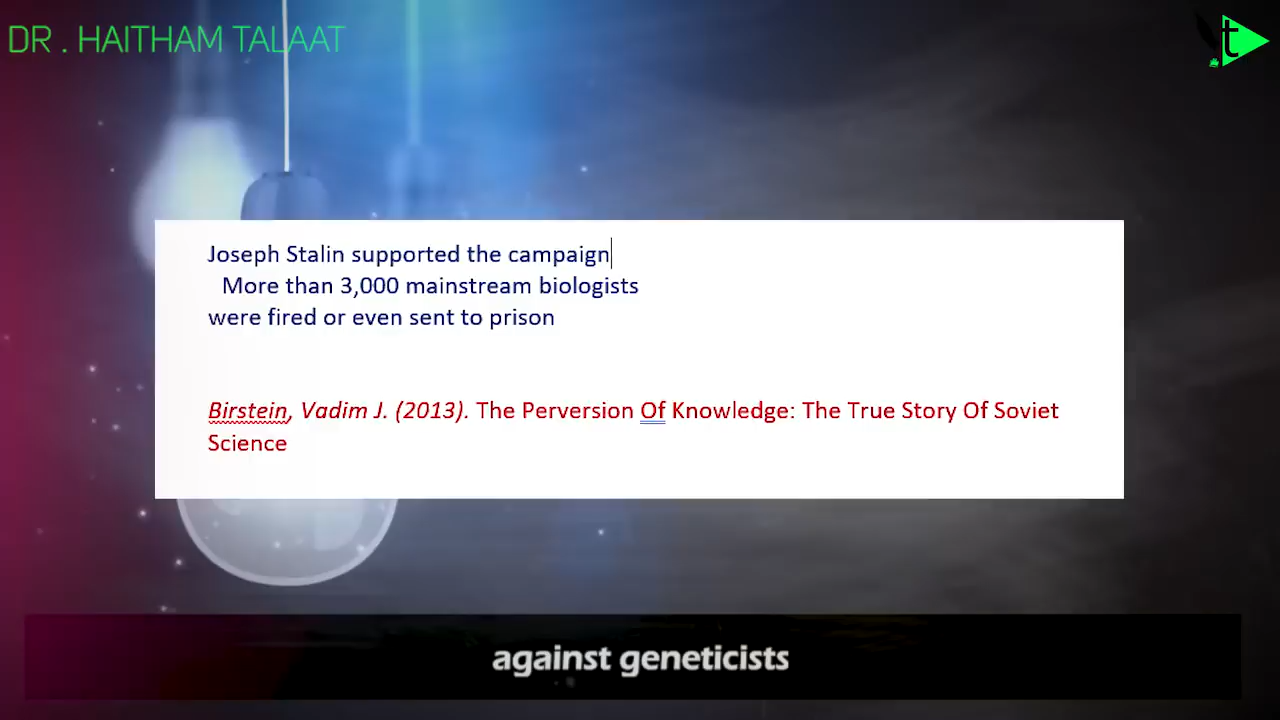 DR . HAITHAM TALAAT
t
Joseph Stalin supported the campaign
More than 3,000 mainstream biologists
were fired or even sent to prison
Birstein, Vadim J. (2013). The Perversion Of Knowledge: The True Story Of Soviet
Science
against geneticists